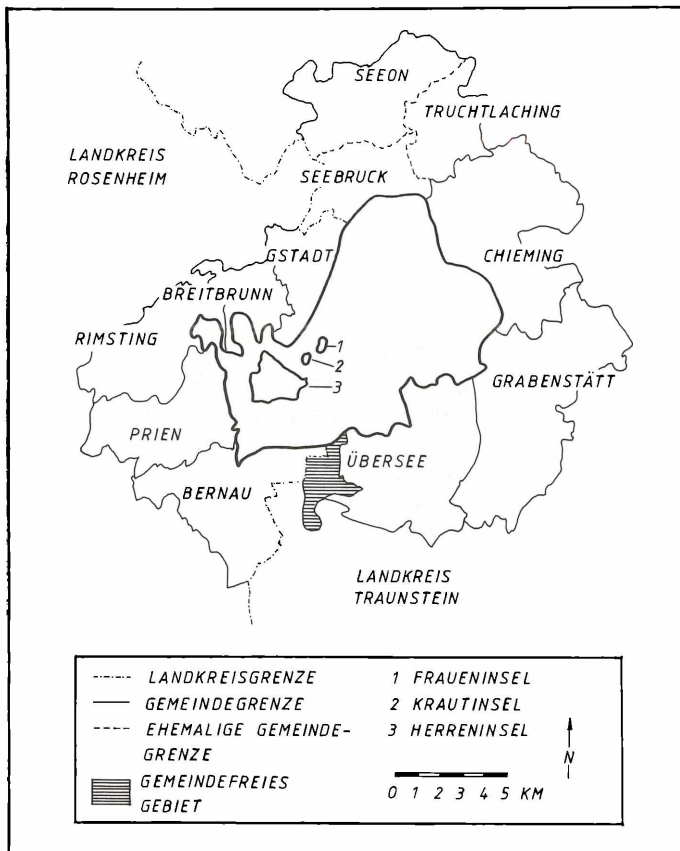 SEEON
TRUCHTLACHING
LANDKREIS
ROSENHEIM
SEEBRUCK
GSTADT
CHIEMING
BREITBRUNN
RIMSTING
1
2
3
GRABENSTÄTT
PRIEN
ÜBERSEE
BERNAU
LANDKREIS
TRAUNSTEIN
LANDKREISGRENZE
GEMEINDEGRENZE
EHEMALIGE GEMEINDE-
GRENZE
GEMEINDEFREIES
GEBIET
1 FRAUENINSEL
2 KRAUTINSEL
3 HERRENINSEL
N
0 1 2 3 4 5 KM